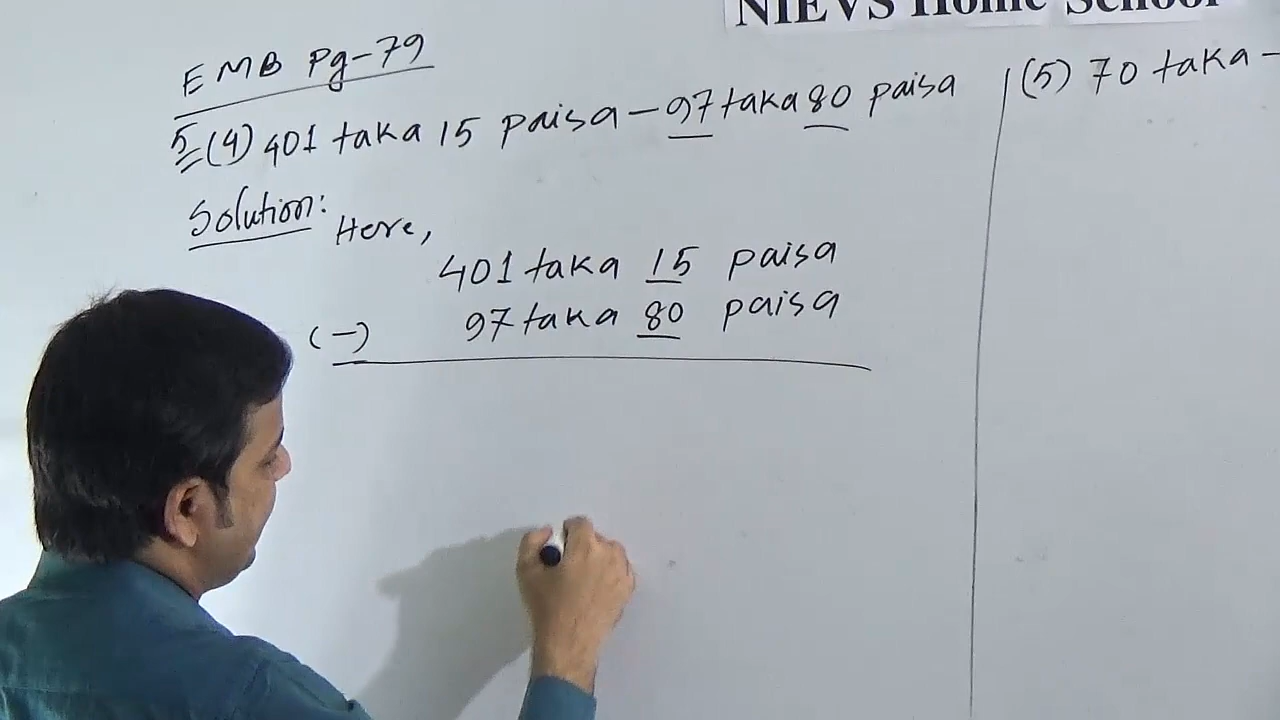 NIEVS Home School
EMB Pg-79
5 (4) 401 taka 15 paisa - 97 taka 80 paisa
Solution: Here,
401 taka 15 paisa
(-) 97 taka 80 paisa
(5) 70 taka -